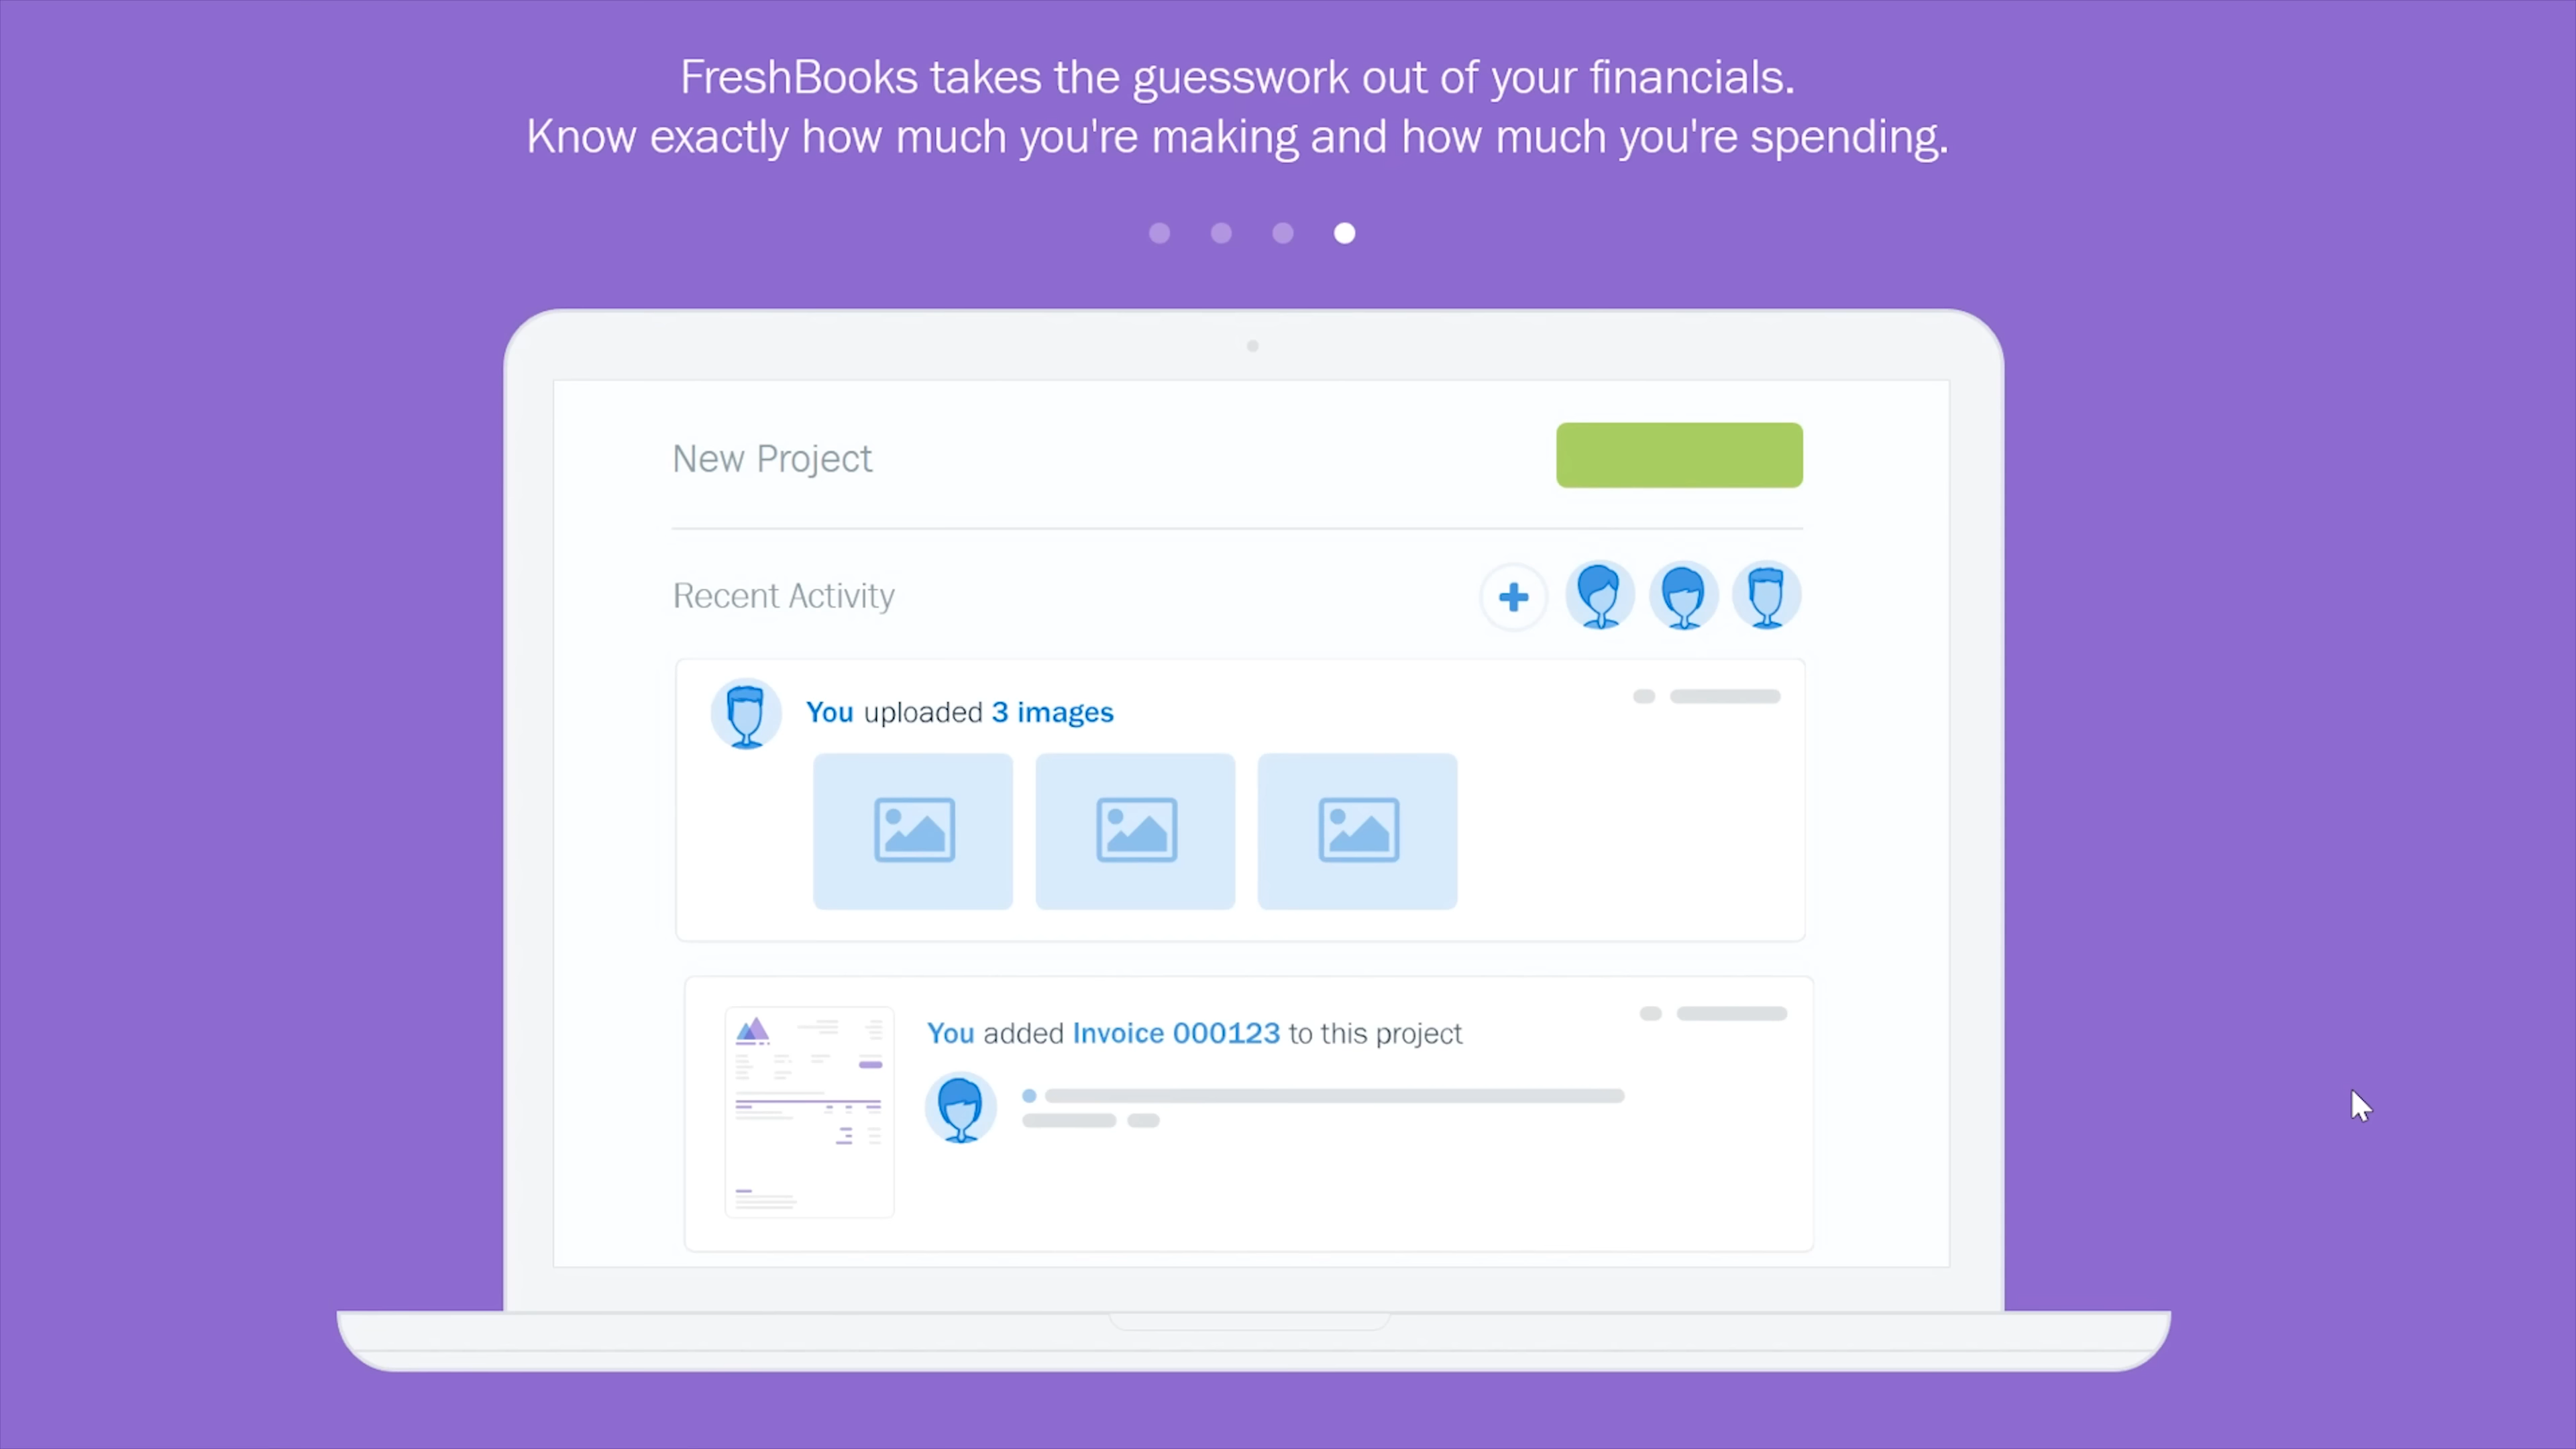 FreshBooks takes the guesswork out of your financials.
Know exactly how much you're making and how much you're spending.
New Project
Recent Activity
You uploaded 3 images
You added Invoice 000123 to this project